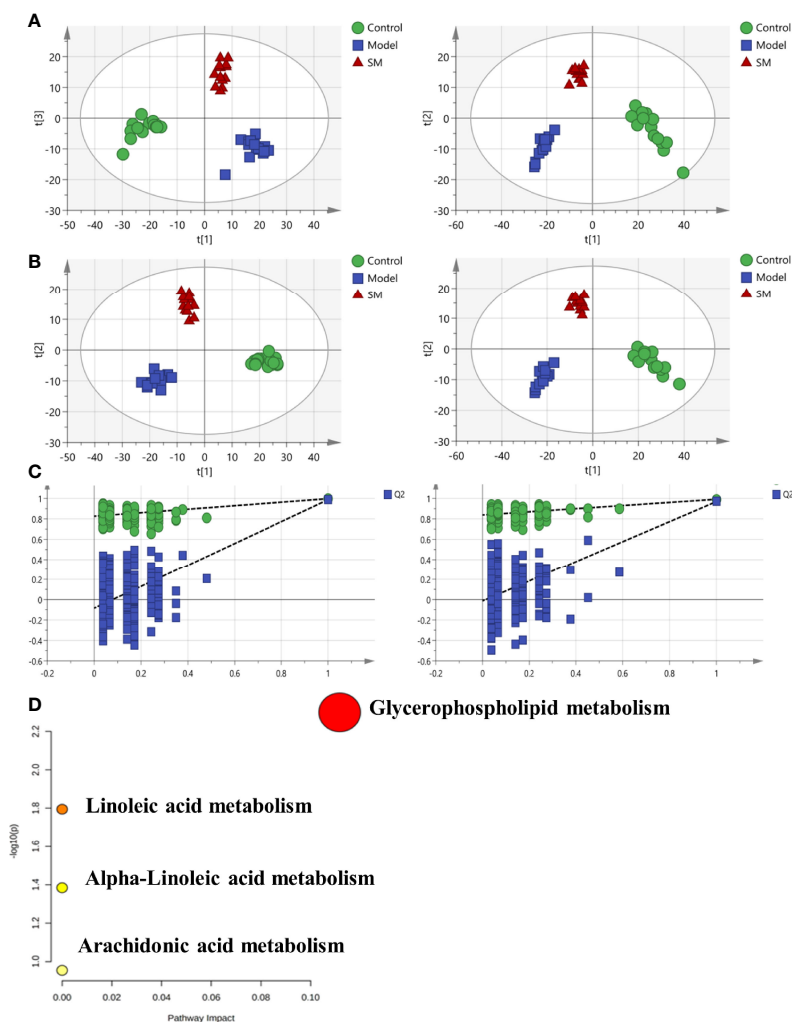 A
Control
Model
SM
t[3]
20
10
0
-10
-20
-30
-50 -40 -30 -20 -10 0 10 20 30 40
t[1]
Control
Model
SM
t[2]
20
10
0
-10
-20
-30
-60 -40 -20 0 20 40
t[1]
B
Control
Model
SM
t[2]
20
10
0
-10
-20
-30
-60 -50 -40 -30 -20 -10 0 10 20 30 40
t[1]
Control
Model
SM
t[2]
20
10
0
-10
-20
-30
-60 -40 -20 0 20 40
t[1]
C
Q2
1
0.8
0.6
0.4
0.2
0
-0.2
-0.4
-0.6
-0.2 0 0.2 0.4 0.6 0.8 1
Q2
1
0.8
0.6
0.4
0.2
0
-0.2
-0.4
-0.6
-0.2 0 0.2 0.4 0.6 0.8 1
D
Glycerophospholipid metabolism
Linoleic acid metabolism
Alpha-Linoleic acid metabolism
Arachidonic acid metabolism
-log10(p)
2.2
2.0
1.8
1.6
1.4
1.2
1.0
0.00 0.02 0.04 0.06 0.08 0.10
Pathway Impact